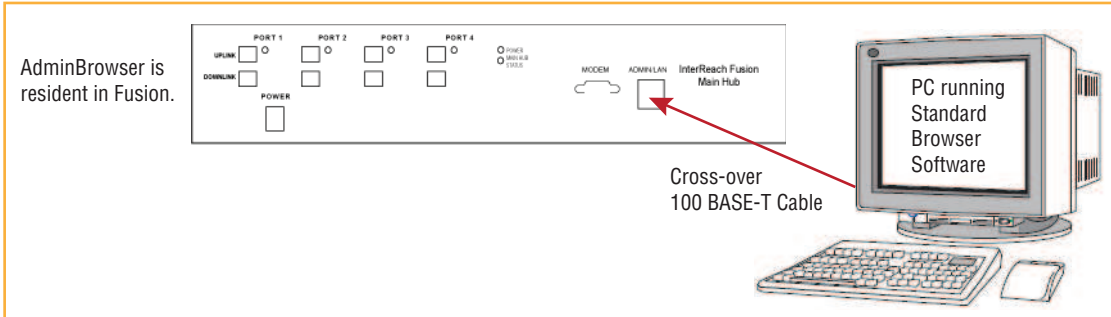 AdminBrowser is
resident in Fusion.
PORT 1
PORT 2
PORT 3
PORT 4
UPLINK
DOWNLINK
POWER
POWER
MAIN HUB
STATUS
MODEM
ADMIN/LAN
InterReach Fusion
Main Hub
Cross-over
100 BASE-T Cable
PC running
Standard
Browser
Software